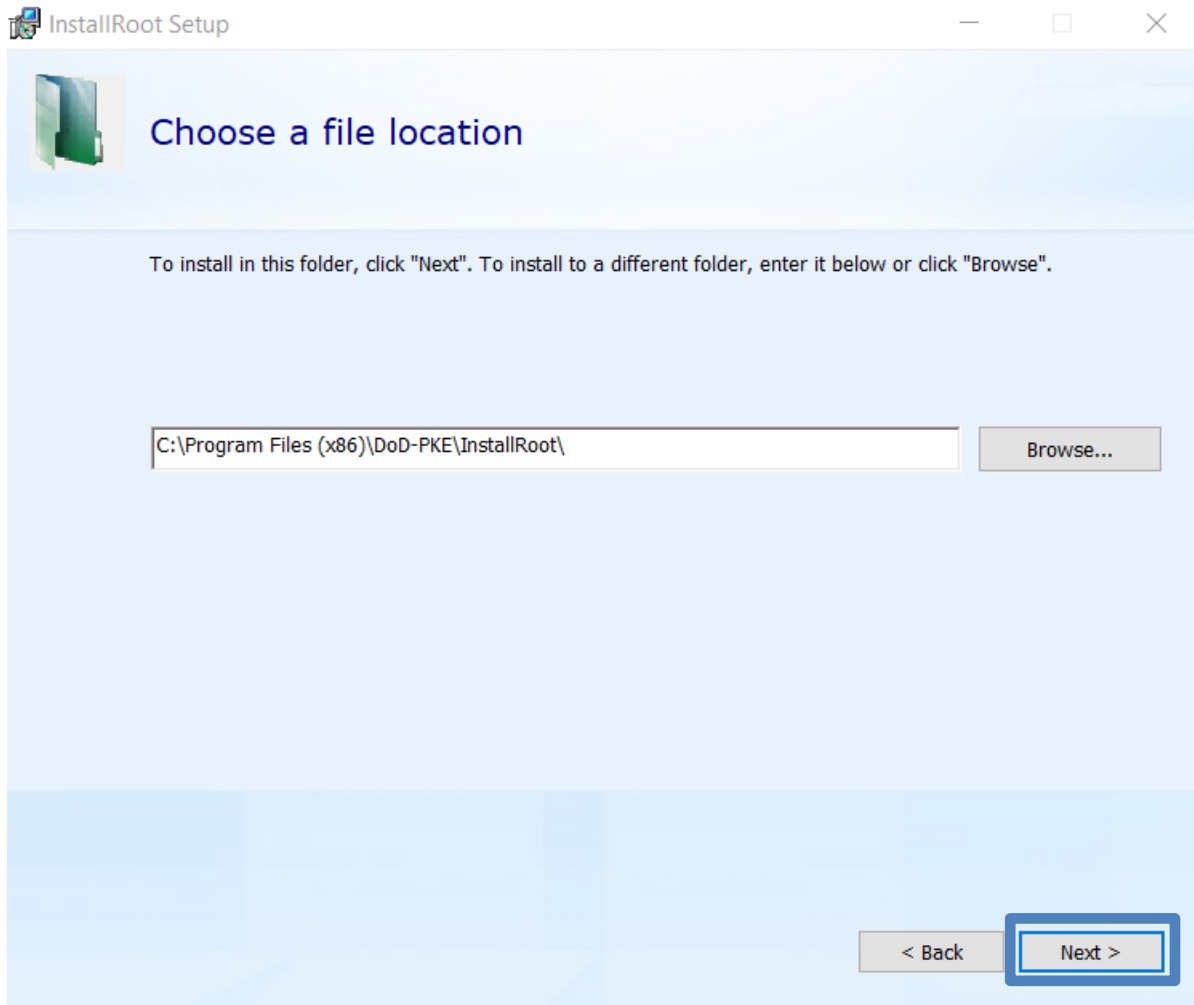 InstallRoot Setup
Choose a file location
To install in this folder, click "Next". To install to a different folder, enter it below or click "Browse".
C:\Program Files (x86)\DoD-PKE\InstallRoot\
Browse...
< Back
Next >